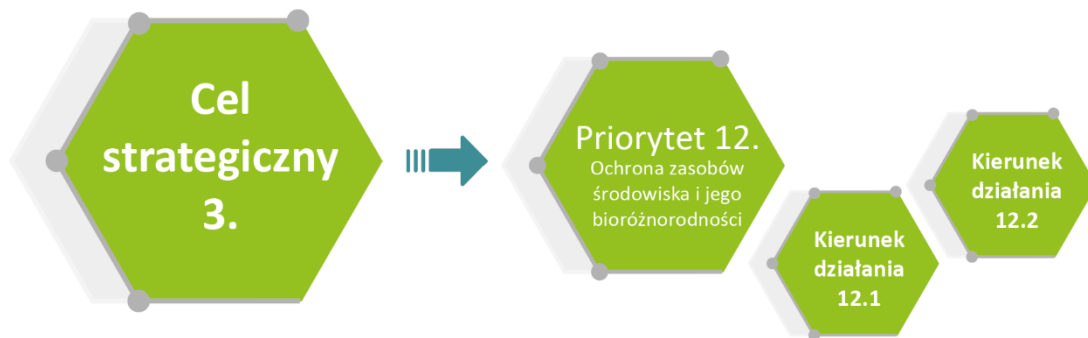 Cel
strategiczny
3.
Priorytet 12.
Ochrona zasobów
środowiska i jego
bioróżnorodności
Kierunek
działania
12.1
Kierunek
działania
12.2